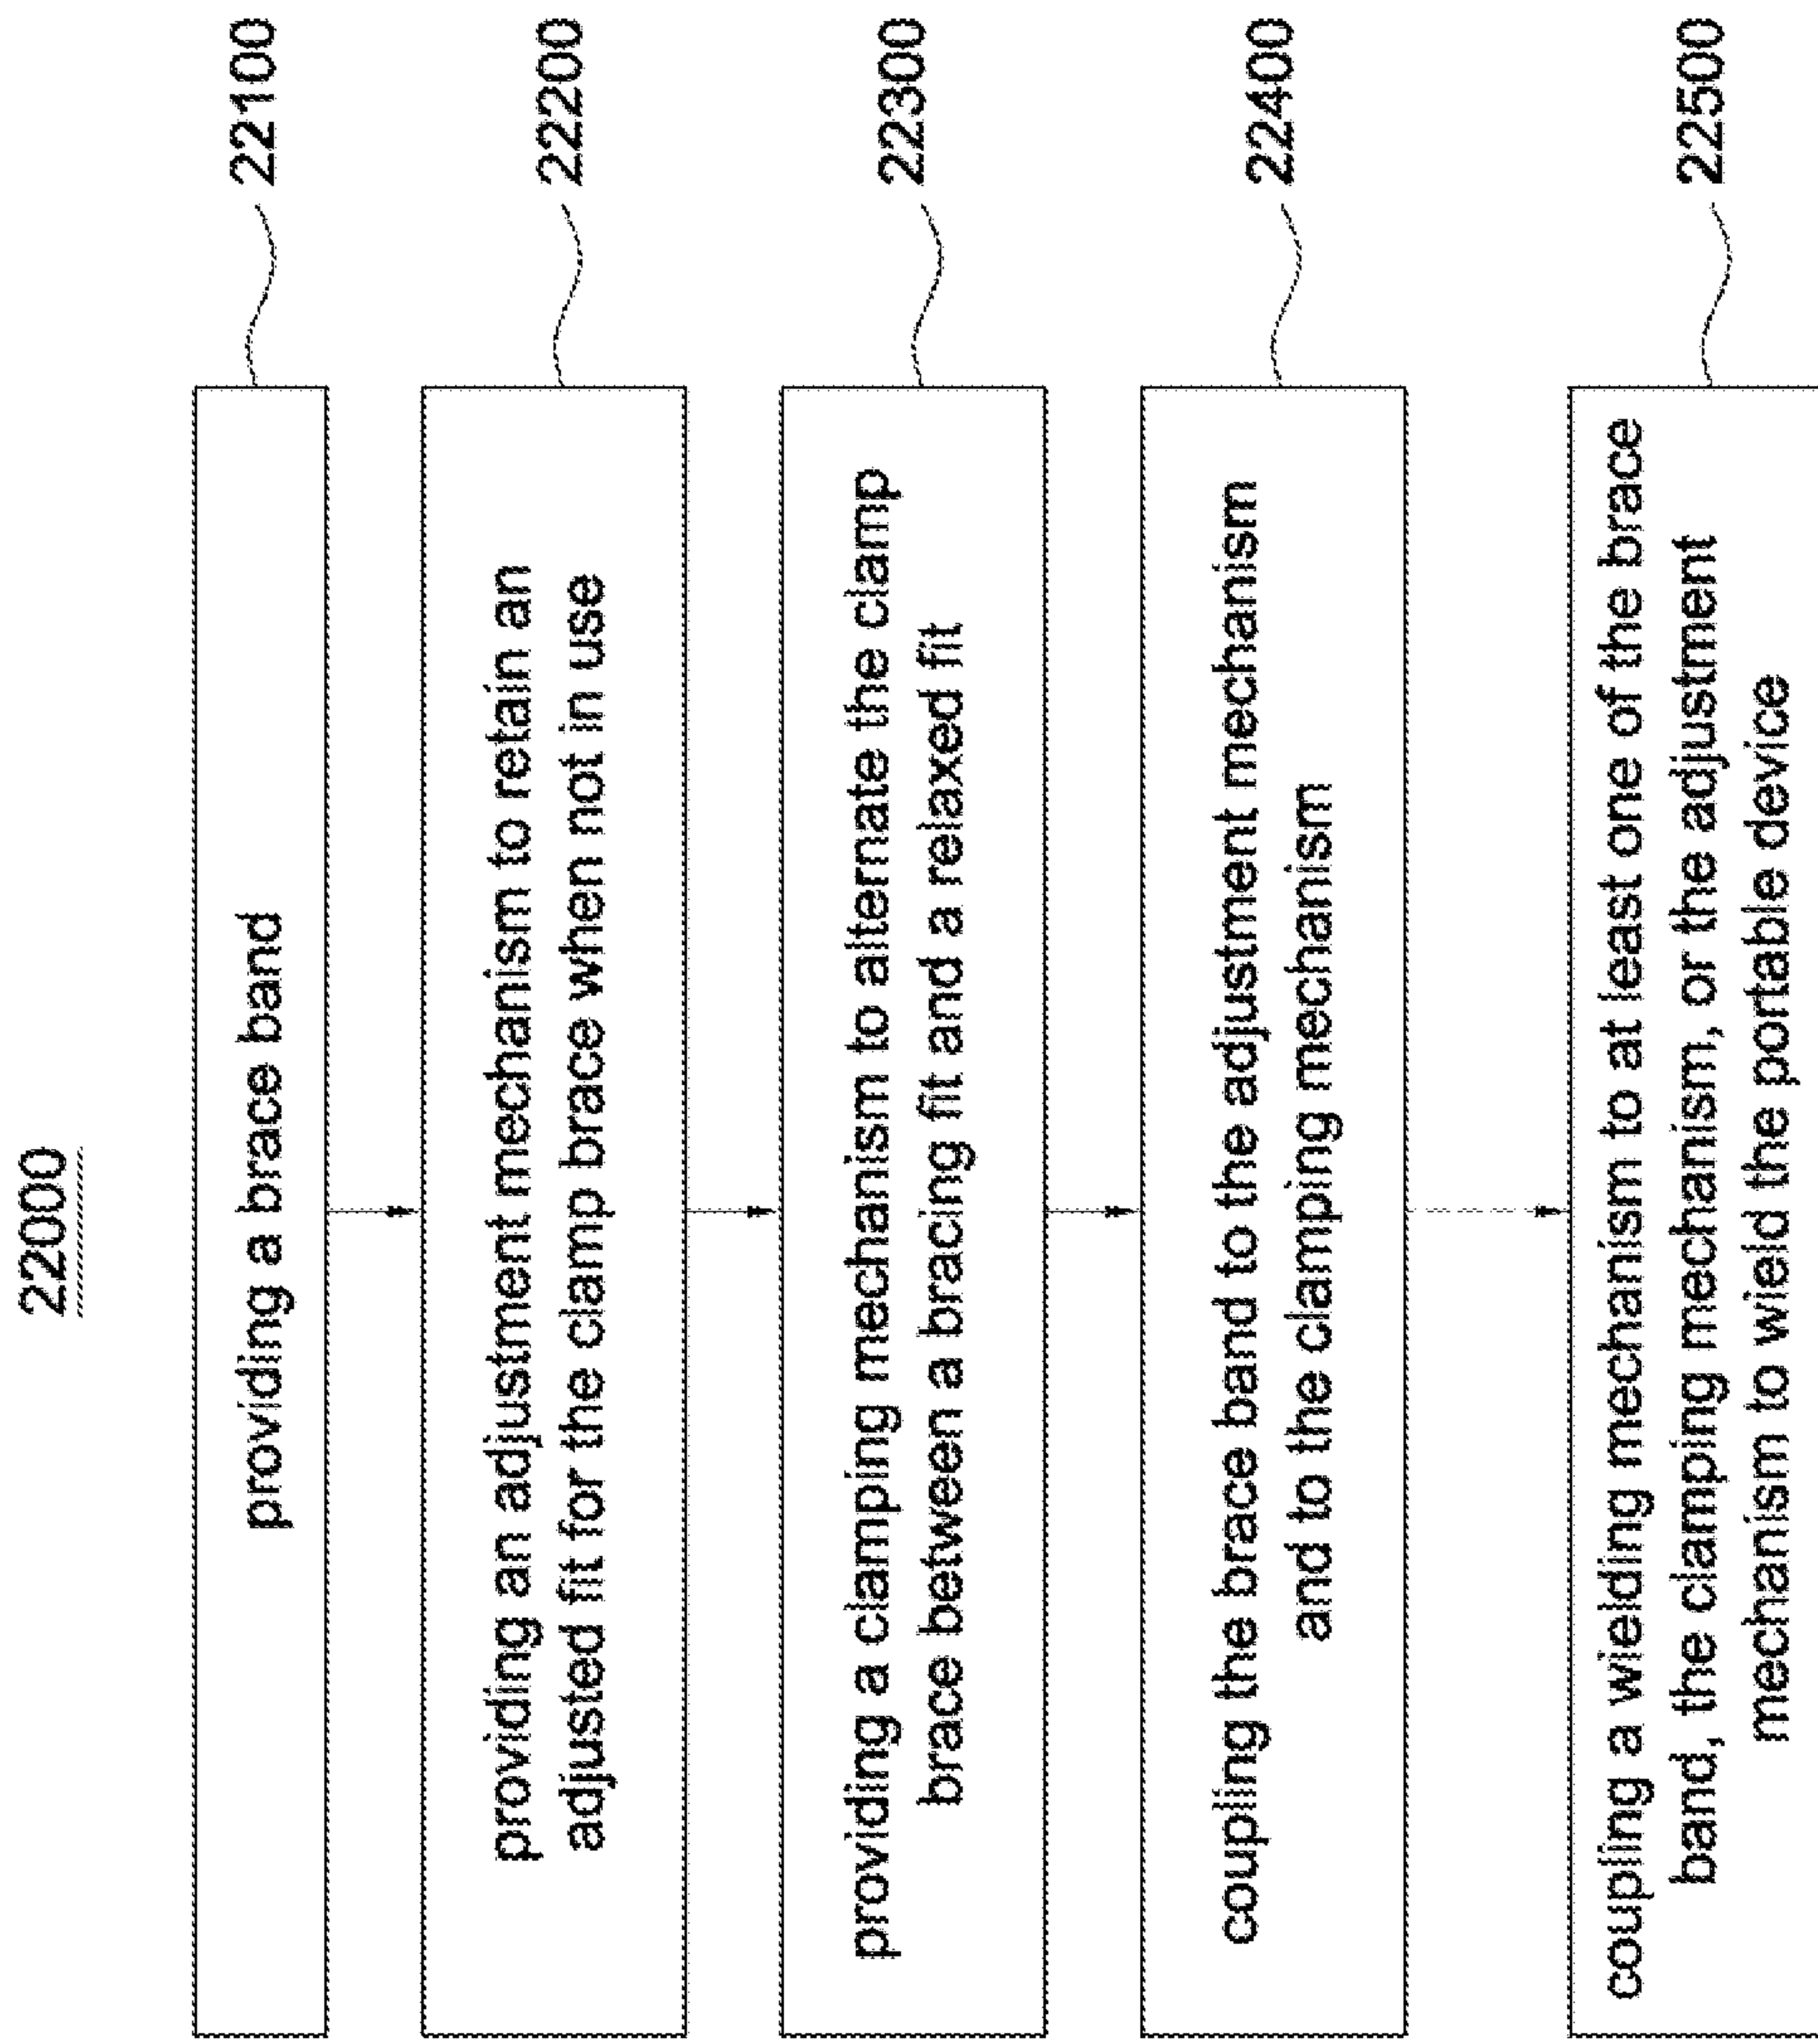 22000
providing a brace band
22100
providing an adjustment mechanism to retain an
adjusted fit for the clamp brace when not in use
22200
providing a clamping mechanism to alternate the clamp
brace between a bracing fit and a relaxed fit
22300
coupling the brace band to the adjustment mechanism
and to the clamping mechanism
22400
coupling a wielding mechanism to at least one of the brace
band, the clamping mechanism, or the adjustment
mechanism to wield the portable device
22500